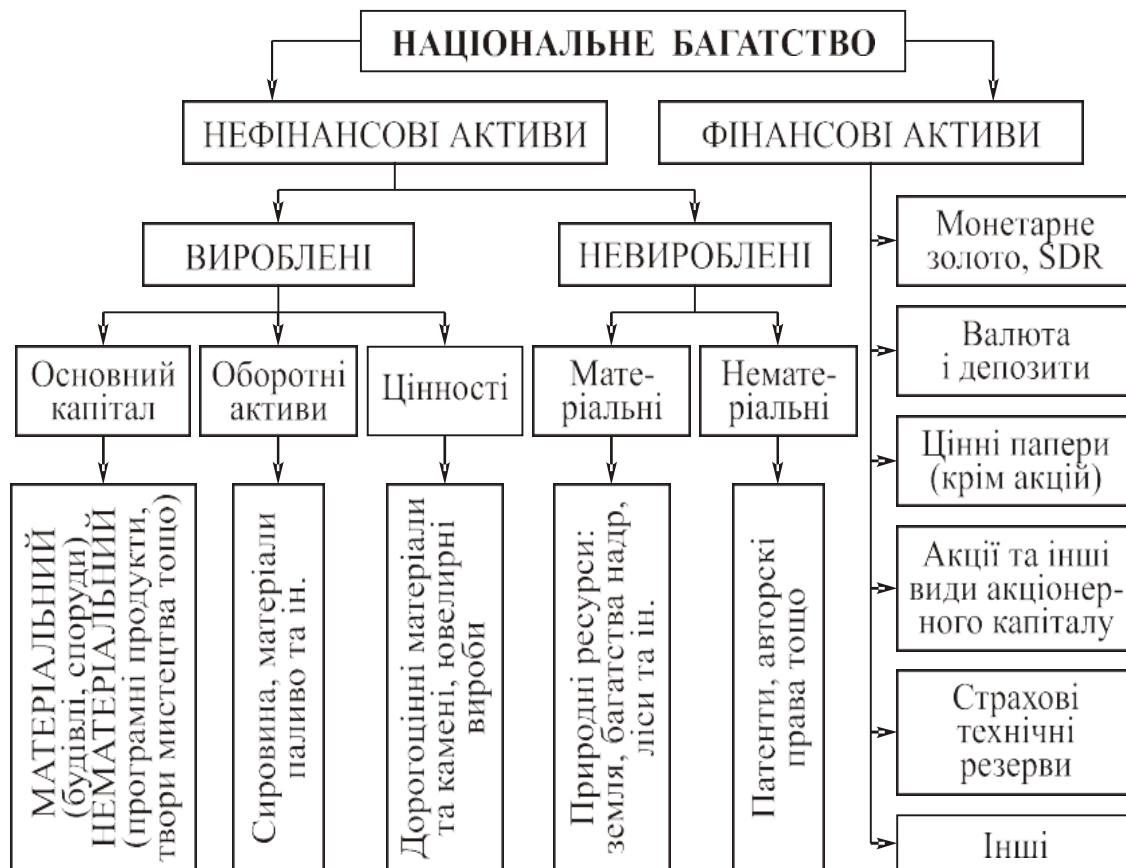 НАЦІОНАЛЬНЕ БАГАТСТВО
НЕФІНАНСОВІ АКТИВИ
ФІНАНСОВІ АКТИВИ
ВИРОБЛЕНІ
НЕВИРОБЛЕНІ
Основний
капітал
Оборотні
активи
Цінності
Мате-
ріальні
Немате-
ріальні
МАТЕРІАЛЬНИЙ
(будівлі, споруди)
НЕМАТЕРІАЛЬНИЙ
(програмні продукти,
твори мистецтва тощо)
Сировина, матеріали
паливо та ін.
Дорогоцінні матеріали
та камені, ювелирні
вироби
Природні ресурси:
земля, багатства надр,
ліси та ін.
Патенти, авторскі
права тощо
Монетарне
золото, SDR
Валюта
і депозити
Цінні папери
(крім акцій)
Акції та інші
види акціонер-
ного капіталу
Страхові
технічні
резерви
Інші